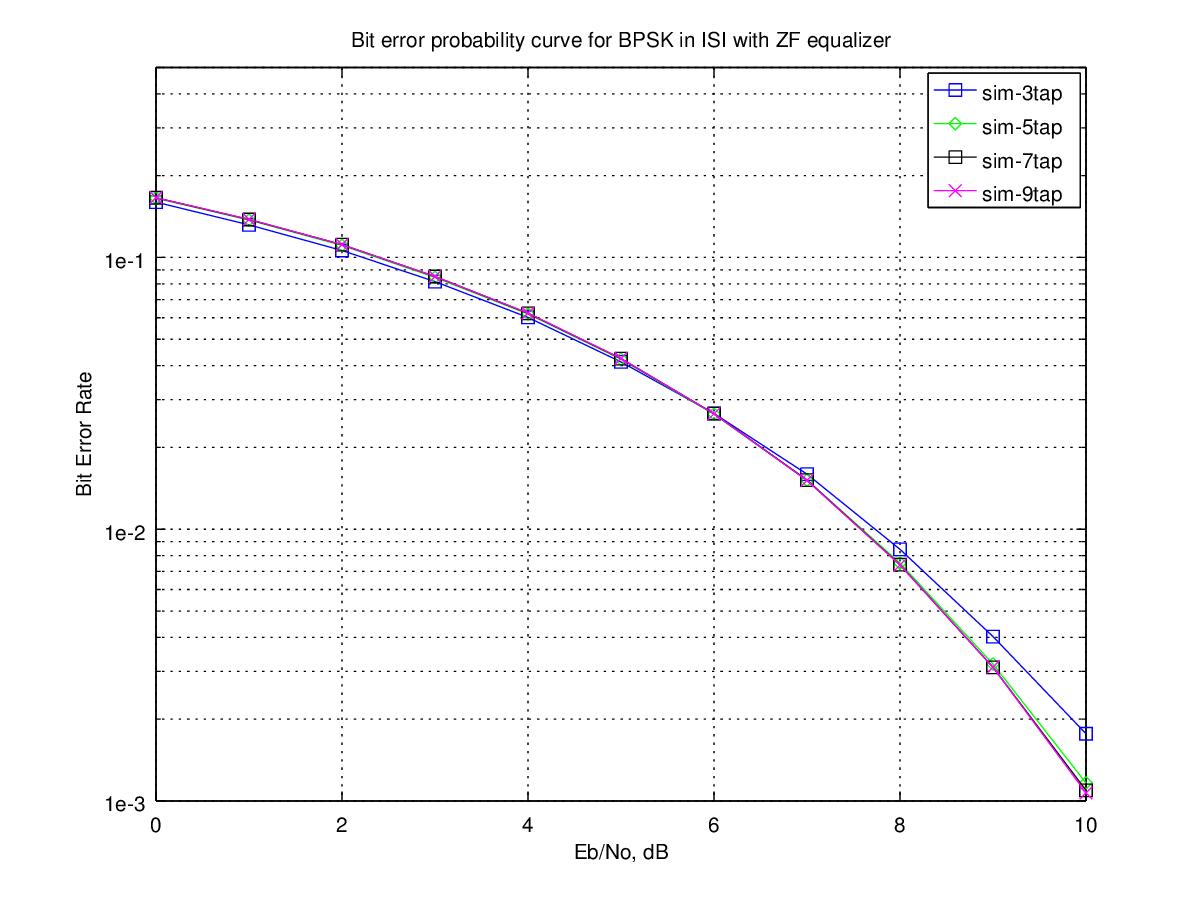 Bit error probability curve for BPSK in ISI with ZF equalizer
sim-3tap
sim-5tap
sim-7tap
sim-9tap
1e-1
1e-2
1e-3
Bit Error Rate
0 2 4 6 8 10
Eb/No, dB